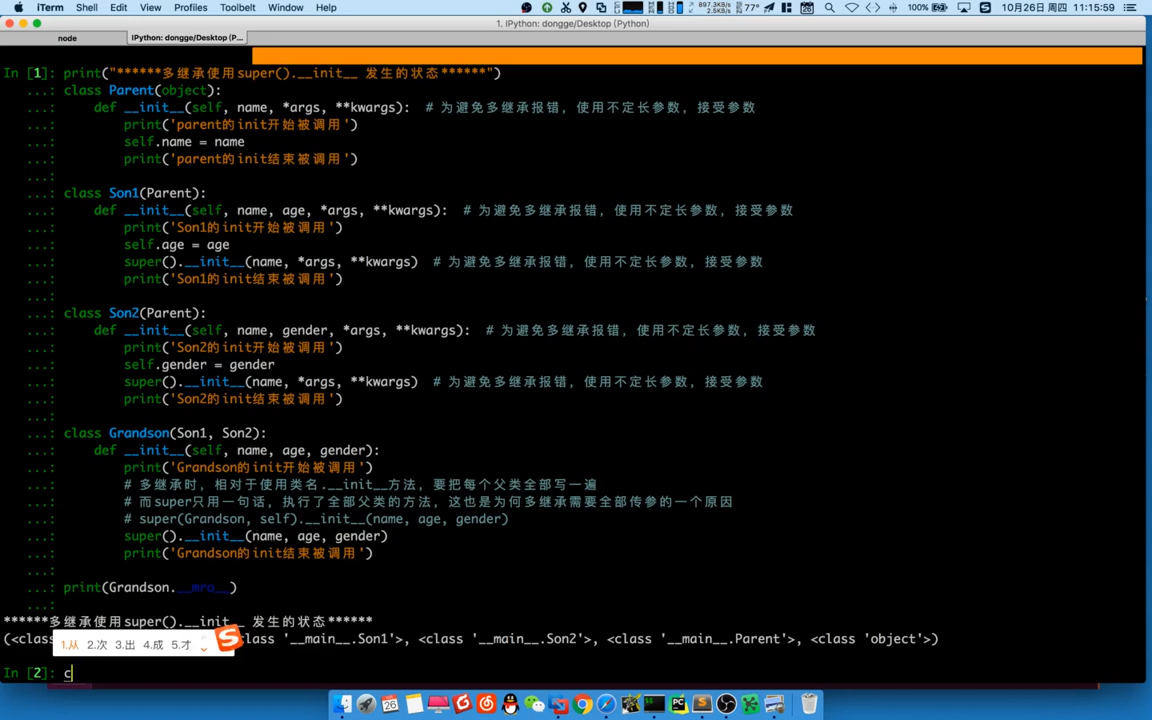 iTerm Shell Edit View Profiles Toolbelt Window Help 897.3KB/s 2.5KB/s 77° 26 100% 10月26日 周四 11:15:59
1. IPython: dongge/Desktop (Python)
node IPython: dongge/Desktop (P...
In [1]: print("******多继承使用super().__init__ 发生的状态******")
...: class Parent(object):
...: def __init__(self, name, *args, **kwargs): # 为避免多继承报错，使用不定长参数，接受参数
...: print('parent的init开始被调用')
...: self.name = name
...: print('parent的init结束被调用')
...:
...: class Son1(Parent):
...: def __init__(self, name, age, *args, **kwargs): # 为避免多继承报错，使用不定长参数，接受参数
...: print('Son1的init开始被调用')
...: self.age = age
...: super().__init__(name, *args, **kwargs) # 为避免多继承报错，使用不定长参数，接受参数
...: print('Son1的init结束被调用')
...:
...: class Son2(Parent):
...: def __init__(self, name, gender, *args, **kwargs): # 为避免多继承报错，使用不定长参数，接受参数
...: print('Son2的init开始被调用')
...: self.gender = gender
...: super().__init__(name, *args, **kwargs) # 为避免多继承报错，使用不定长参数，接受参数
...: print('Son2的init结束被调用')
...:
...: class Grandson(Son1, Son2):
...: def __init__(self, name, age, gender):
...: print('Grandson的init开始被调用')
...: # 多继承时，相对于使用类名.__init__方法，要把每个父类全部写一遍
...: # 而super只用一句话，执行了全部父类的方法，这也是为何多继承需要全部传参的一个原因
...: # super(Grandson, self).__init__(name, age, gender)
...: super().__init__(name, age, gender)
...: print('Grandson的init结束被调用')
...:
...: print(Grandson.__mro__)
...:
******多继承使用super().__init__ 发生的状态******
(<class '__main__.Son1'>, <class '__main__.Son2'>, <class '__main__.Parent'>, <class 'object'>)
1.从 2.次 3.出 4.成 5.才
In [2]: c